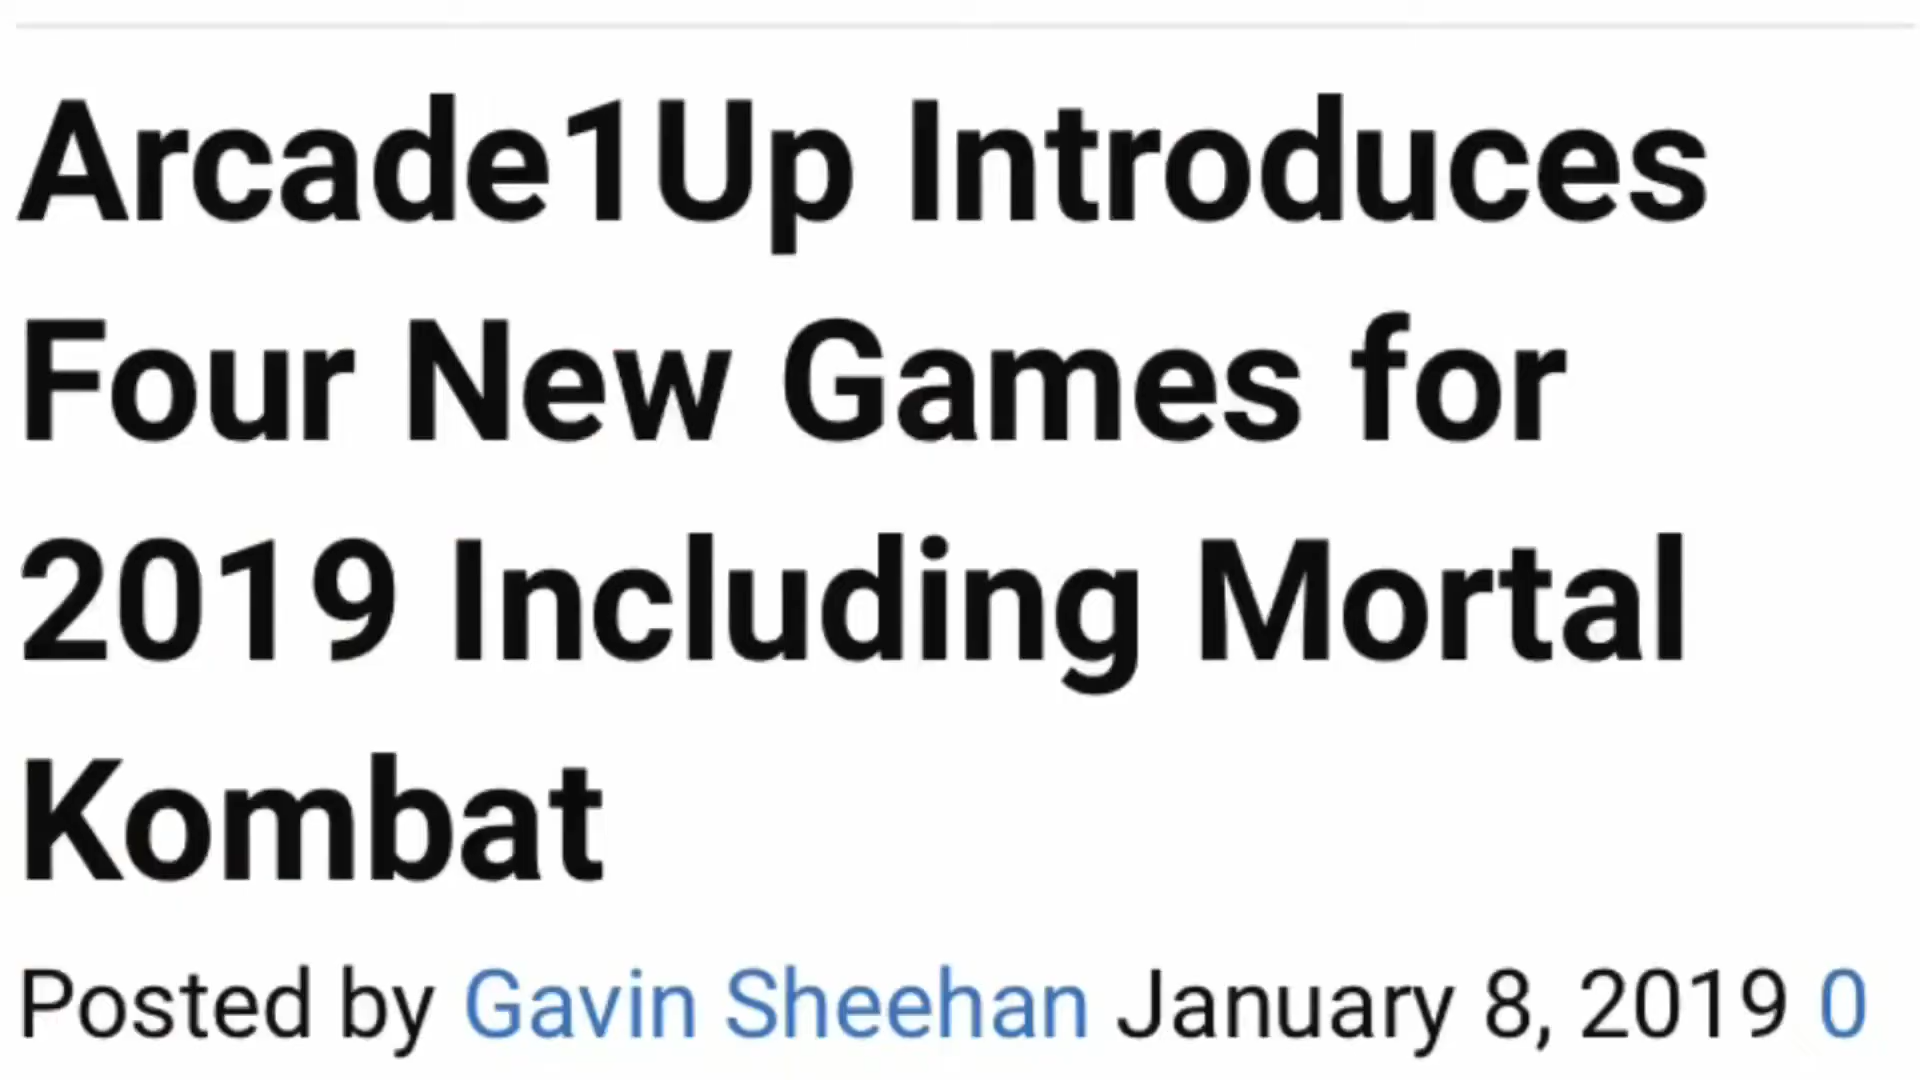 Arcade1Up Introduces
Four New Games for
2019 Including Mortal
Kombat
Posted by Gavin Sheehan January 8, 2019 0